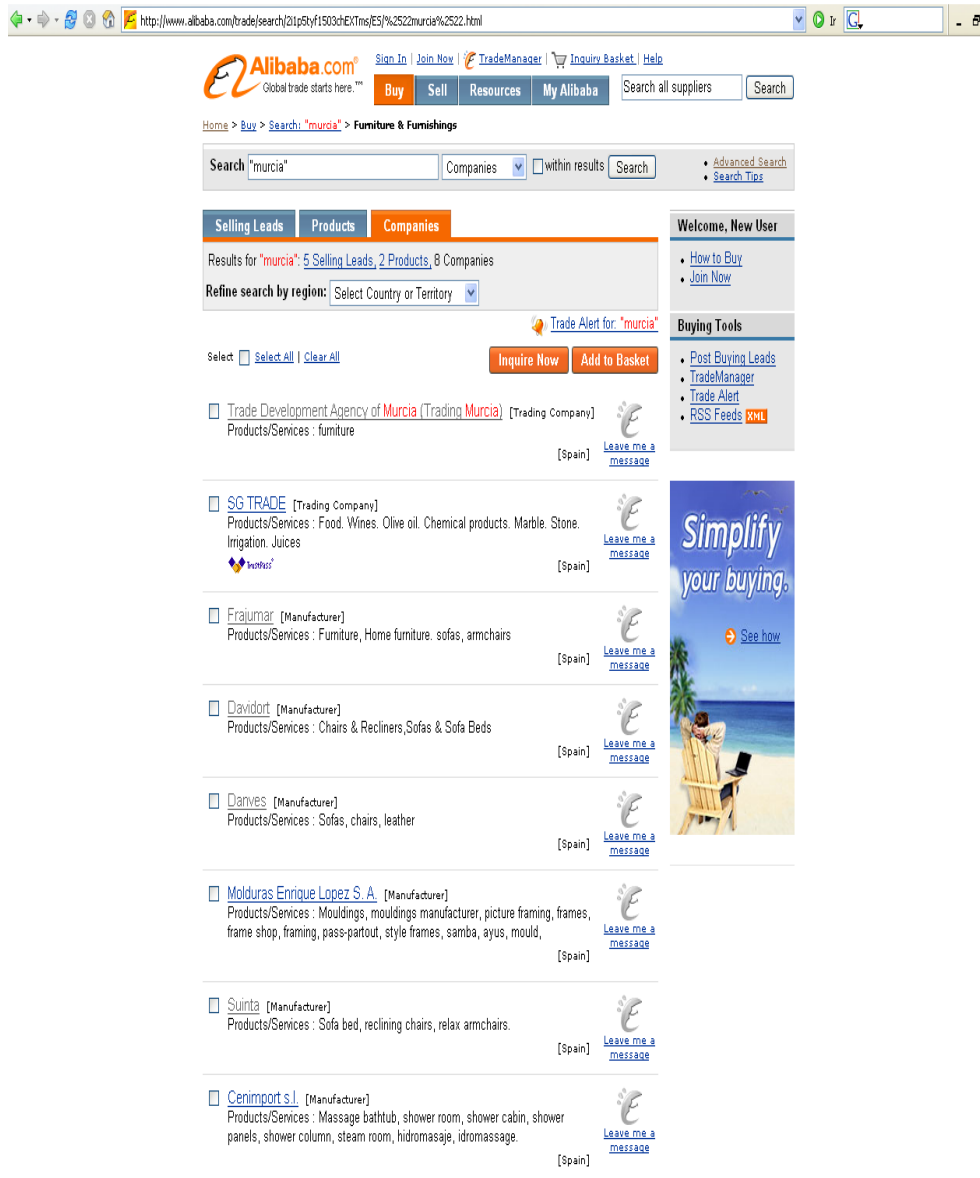 http://www.alibaba.com/trade/search/2i1p5tyf1503chEXTms/E5/%2522murcia%2522.html
Ir
G
Alibaba.com®
Global trade starts here.™
Sign In | Join Now | TradeManager | Inquiry Basket | Help
Buy Sell Resources My Alibaba
Search all suppliers Search
Home > Buy > Search: "murcia" > Furniture & Furnishings
Search "murcia" Companies within results Search
Advanced Search
Search Tips
Selling Leads Products Companies
Results for "murcia": 5 Selling Leads, 2 Products, 8 Companies
Refine search by region: Select Country or Territory
Trade Alert for: "murcia"
Select Select All | Clear All Inquire Now Add to Basket
Trade Development Agency of Murcia (Trading Murcia) [Trading Company]
Products/Services : furniture
[Spain]
Leave me a
message
SG TRADE [Trading Company]
Products/Services : Food. Wines. Olive oil. Chemical products. Marble. Stone.
Irrigation. Juices
TrustPass®
[Spain]
Leave me a
message
Frajumar [Manufacturer]
Products/Services : Furniture, Home furniture. sofas, armchairs
[Spain]
Leave me a
message
Davidort [Manufacturer]
Products/Services : Chairs & Recliners,Sofas & Sofa Beds
[Spain]
Leave me a
message
Danves [Manufacturer]
Products/Services : Sofas, chairs, leather
[Spain]
Leave me a
message
Molduras Enrique Lopez S. A. [Manufacturer]
Products/Services : Mouldings, mouldings manufacturer, picture framing, frames,
frame shop, framing, pass-partout, style frames, samba, ayus, mould,
[Spain]
Leave me a
message
Suinta [Manufacturer]
Products/Services : Sofa bed, reclining chairs, relax armchairs.
[Spain]
Leave me a
message
Cenimport s.l. [Manufacturer]
Products/Services : Massage bathtub, shower room, shower cabin, shower
panels, shower column, steam room, hidromasaje, idromassage.
[Spain]
Leave me a
message
Welcome, New User
How to Buy
Join Now
Buying Tools
Post Buying Leads
TradeManager
Trade Alert
RSS Feeds XML
Simplify
your buying.
See how